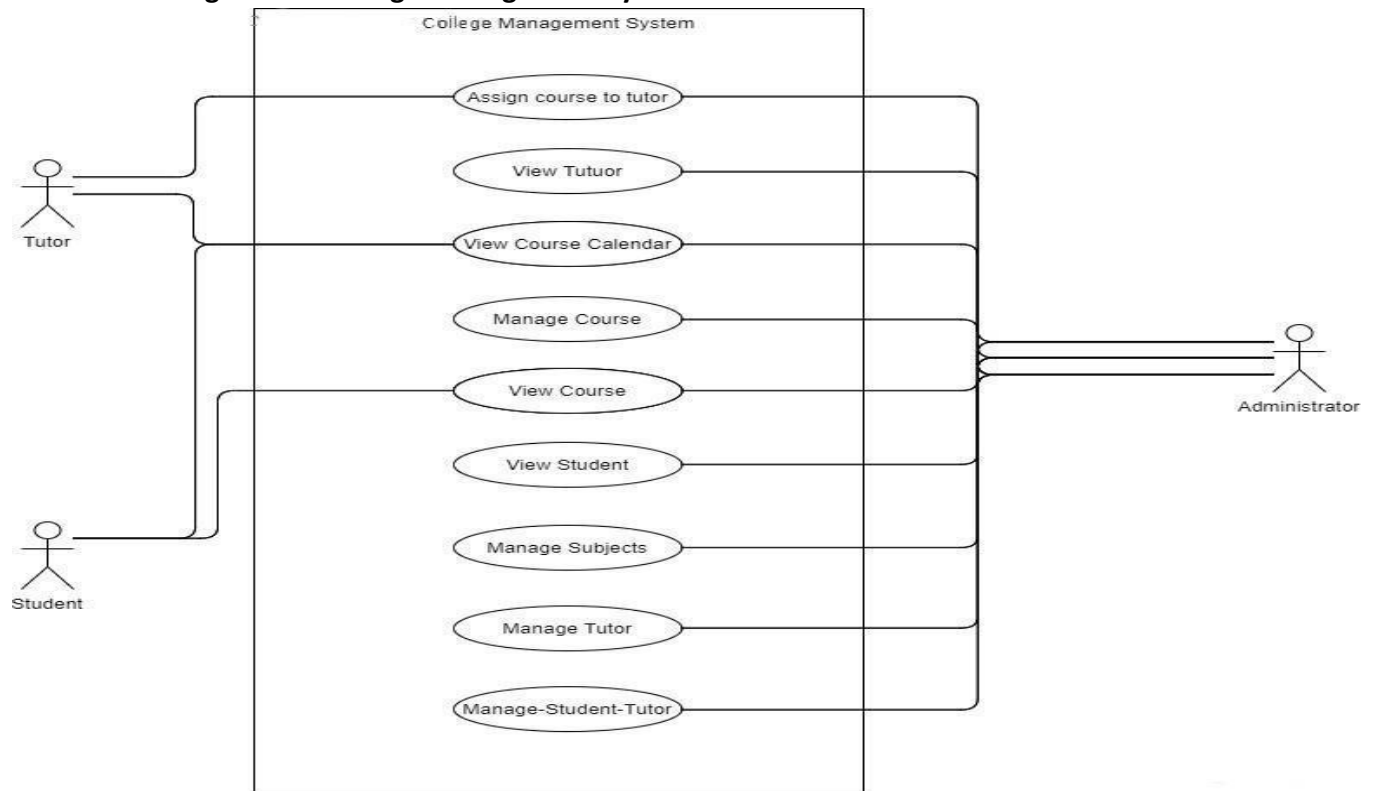 College Management System
Assign course to tutor
View Tutuor
Tutor
View Course Calendar
Manage Course
View Course
Administrator
View Student
Manage Subjects
Student
Manage Tutor
Manage-Student-Tutor